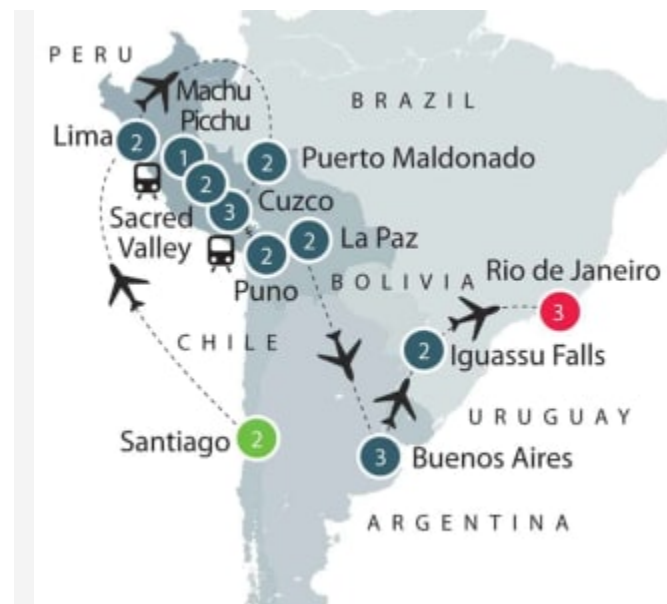 PERU
Machu
Picchu
BRAZIL
Lima
2
1
2
Puerto Maldonado
2
3
Cuzco
Sacred
Valley
2
La Paz
2
Puno
BOLIVIA
Rio de Janeiro
3
CHILE
2
Iguassu Falls
URUGUAY
Santiago
2
3
Buenos Aires
ARGENTINA